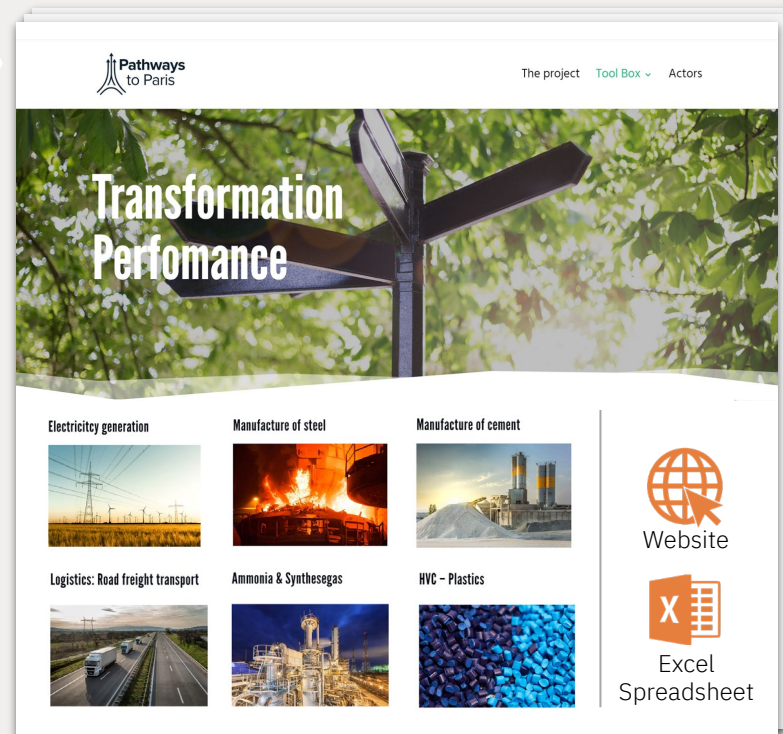 Pathways
to Paris
The project Tool Box Actors
Transformation
Perfomance
Electricitcy generation
Manufacture of steel
Manufacture of cement
Logistics: Road freight transport
Ammonia & Synthesegas
HVC – Plastics
Website
X
Excel
Spreadsheet